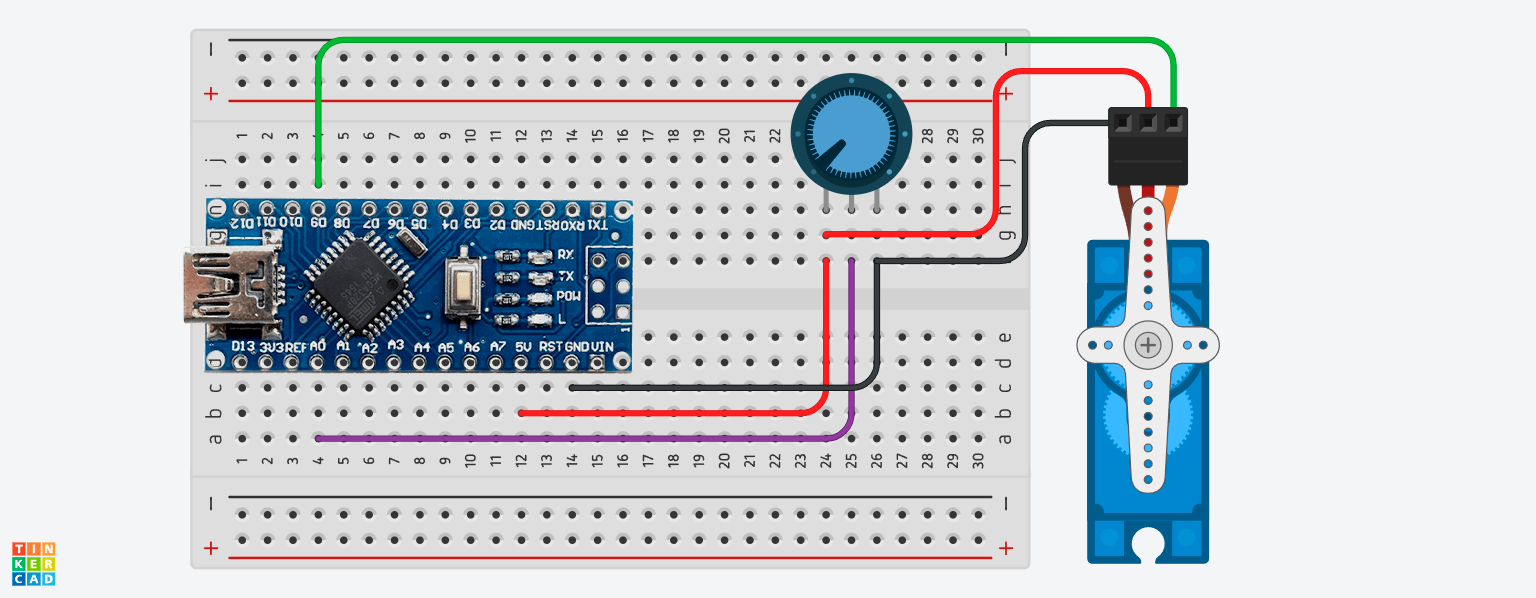 − −
+ +
1 2 3 4 5 6 7 8 9 10 11 12 13 14 15 16 17 18 19 20 21 22 28 29 30
j j
i i
h h
g g
D12 D11 D10 D9 D8 D7 D6 D5 D4 D3 D2 GND RST RX0 TX1
RX
TX
POW
L
1
D13 3V3 REF A0 A1 A2 A3 A4 A5 A6 A7 5V RST GND VIN
e
d d
c c
b b
a a
1 2 3 4 5 6 7 8 9 10 11 12 13 14 15 16 17 18 19 20 21 22 23 24 25 26 27 28 29 30
− −
+ +
TIN
KER
CAD